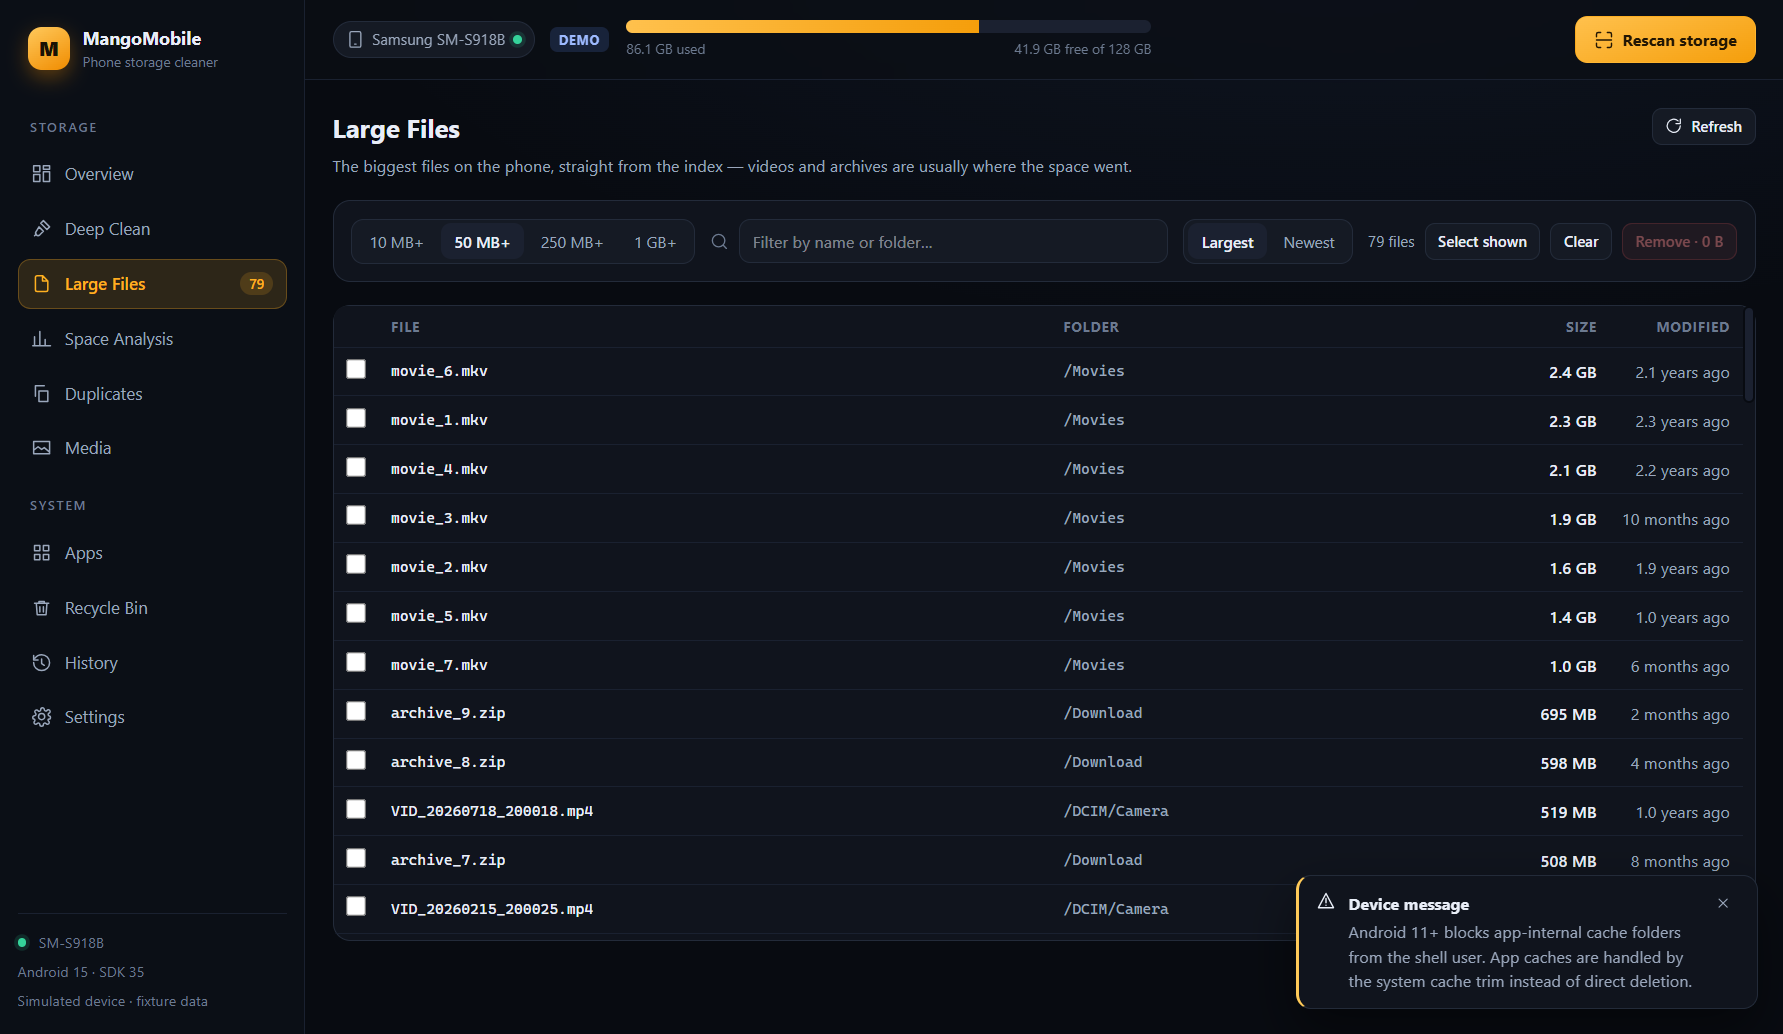 M
MangoMobile
Phone storage cleaner
STORAGE
Overview
Deep Clean
Large Files 79
Space Analysis
Duplicates
Media
SYSTEM
Apps
Recycle Bin
History
Settings
SM-S918B
Android 15 · SDK 35
Simulated device · fixture data
Samsung SM-S918B
DEMO
86.1 GB used 41.9 GB free of 128 GB
Rescan storage
Large Files
Refresh
The biggest files on the phone, straight from the index — videos and archives are usually where the space went.
10 MB+ 50 MB+ 250 MB+ 1 GB+ Filter by name or folder... Largest Newest 79 files Select shown Clear Remove · 0 B
FILE FOLDER SIZE MODIFIED
movie_6.mkv /Movies 2.4 GB 2.1 years ago
movie_1.mkv /Movies 2.3 GB 2.3 years ago
movie_4.mkv /Movies 2.1 GB 2.2 years ago
movie_3.mkv /Movies 1.9 GB 10 months ago
movie_2.mkv /Movies 1.6 GB 1.9 years ago
movie_5.mkv /Movies 1.4 GB 1.0 years ago
movie_7.mkv /Movies 1.0 GB 6 months ago
archive_9.zip /Download 695 MB 2 months ago
archive_8.zip /Download 598 MB 4 months ago
VID_20260718_200018.mp4 /DCIM/Camera 519 MB 1.0 years ago
archive_7.zip /Download 508 MB 8 months ago
VID_20260215_200025.mp4 /DCIM/Camera
Device message
Android 11+ blocks app-internal cache folders
from the shell user. App caches are handled by
the system cache trim instead of direct deletion.